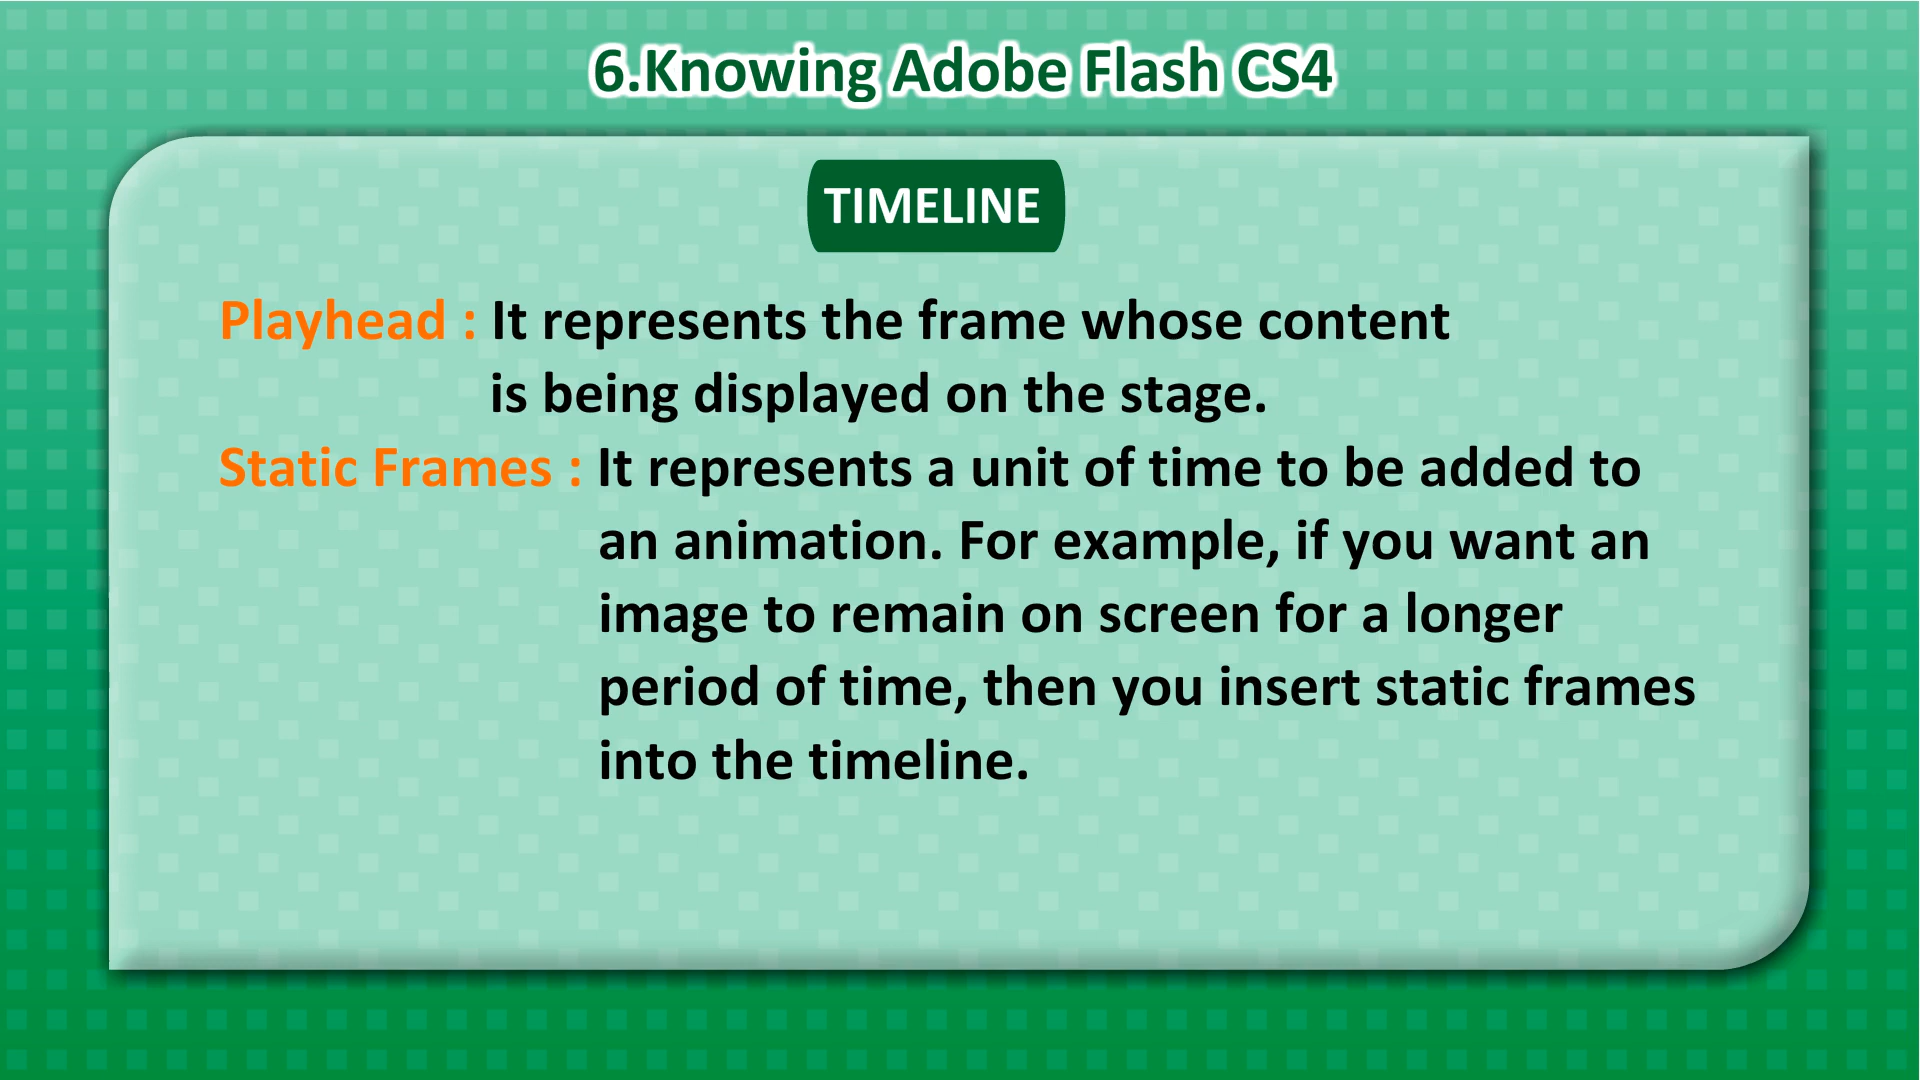 6.Knowing Adobe Flash CS4
TIMELINE
Playhead : It represents the frame whose content
is being displayed on the stage.
Static Frames : It represents a unit of time to be added to
an animation. For example, if you want an
image to remain on screen for a longer
period of time, then you insert static frames
into the timeline.